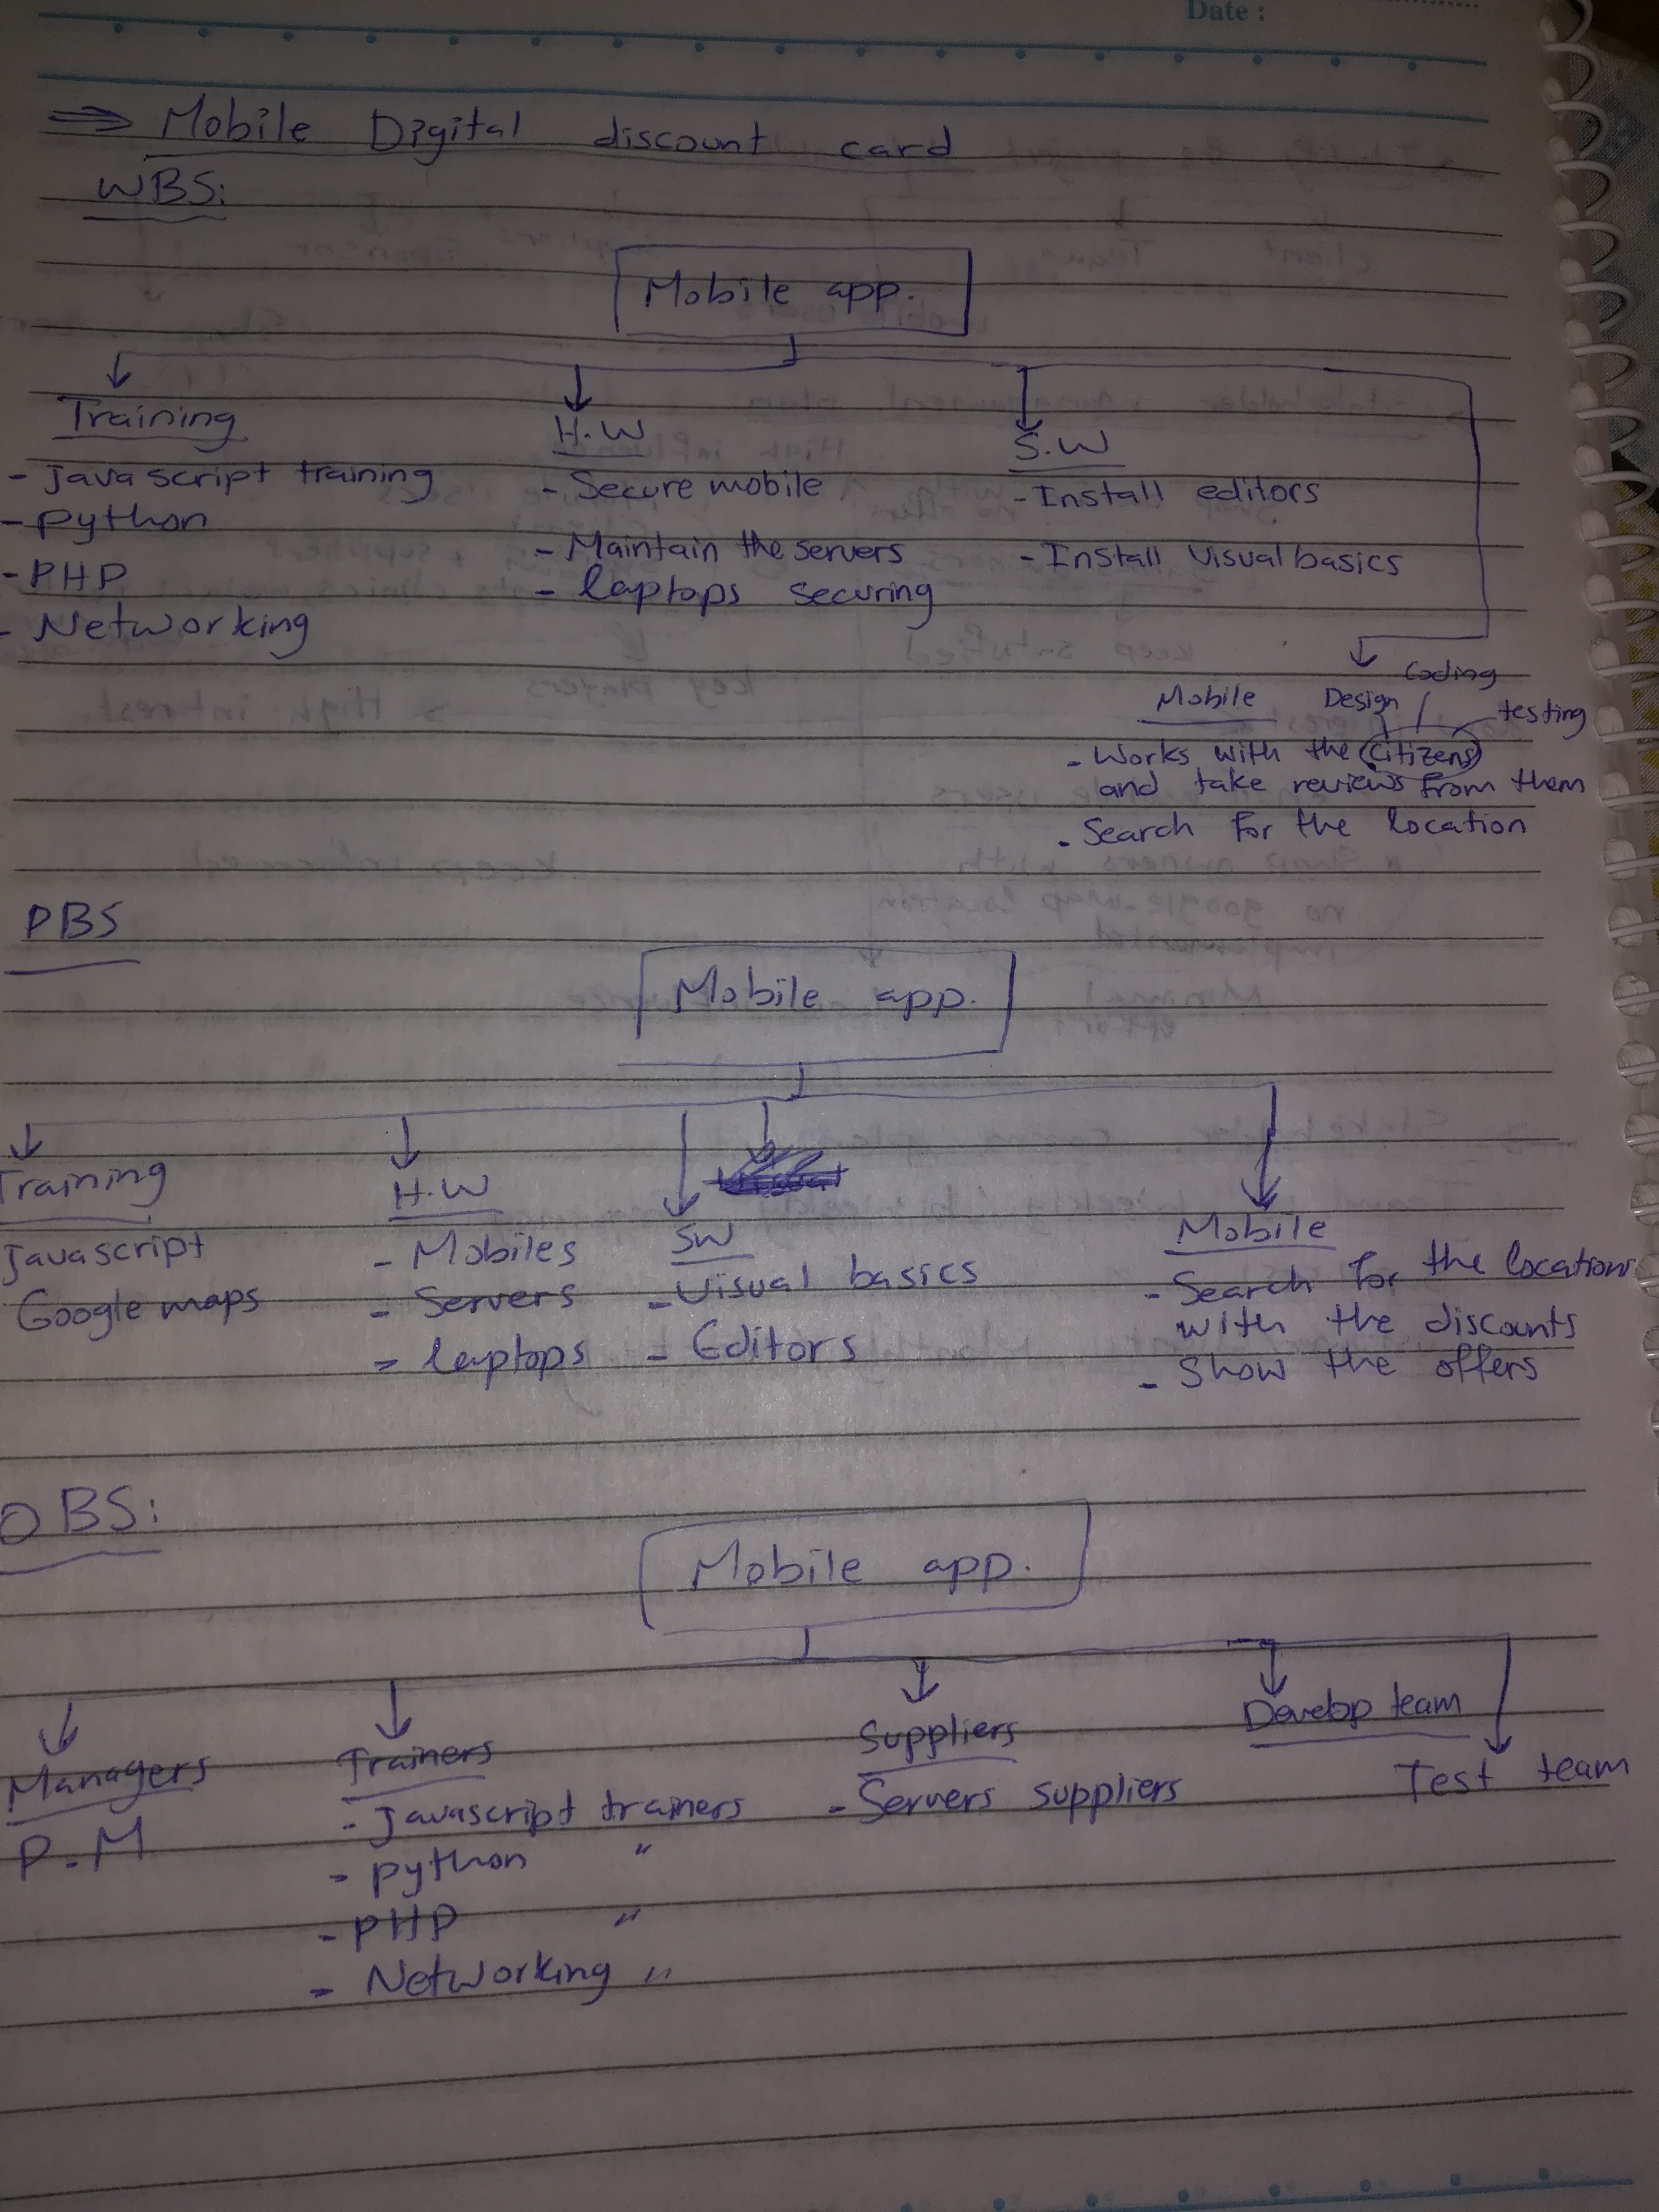 Date :
⇒ Mobile Digital discount card
WBS:
Mobile app.
Training
- Javascript training
- python
- PHP
- Networking
H.W
- Secure mobile
- Maintain the servers
- laptops securing
S.W
- Install editors
- Install Visual basics
Mobile Design Coding testing
- Works with the citizens
and take reviews from them
- Search for the location
PBS
Mobile app.
Training
Javascript
Google maps
H.W
- Mobiles
- Servers
- laptops
SW
- Visual basics
- Editors
Mobile
- Search for the locations
with the discounts
- Show the offers
OBS:
Mobile app.
Managers
P.M
Trainers
- Javascript trainers
- python "
- PHP "
- Networking "
Suppliers
- Servers suppliers
Develop team
Test team